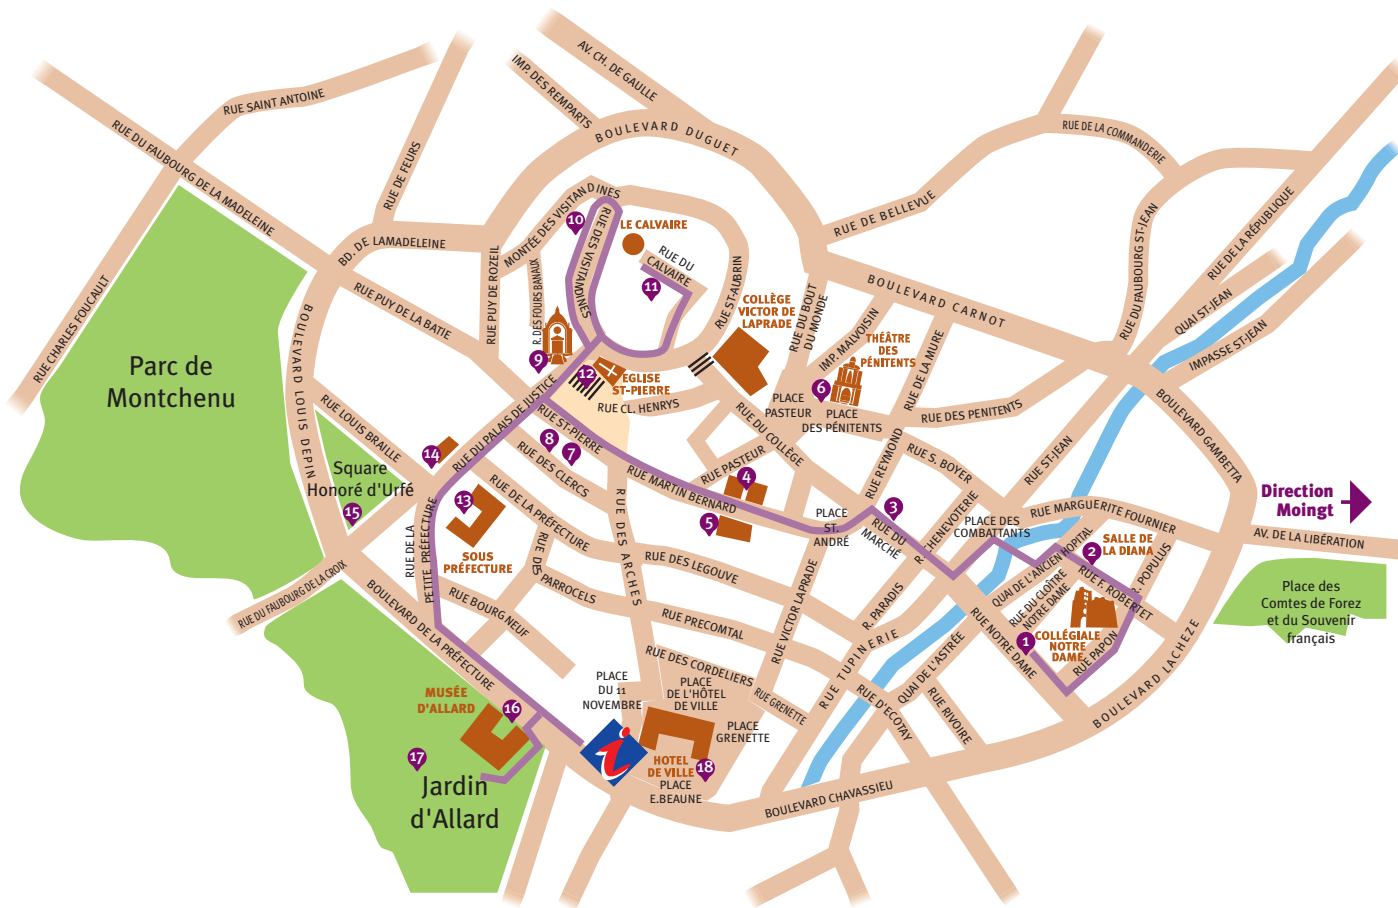 AV. CH. DE GAULLE
IMP. DES REMPARTS
RUE SAINT ANTOINE
BOULEVARD DUGUET
RUE DU FAUBOURG DE LA MADELEINE
RUE DE FEURS
RUE DE LA COMMANDERIE
MONTÉE DES VISITANDINES
10
RUE DES VISITANDINES
LE CALVAIRE
RUE DU
CALVAIRE
11
RUE DE BELLEVUE
RUE DU FAUBOURG ST-JEAN
RUE DE LA RÉPUBLIQUE
BD. DE LAMADELEINE
RUE PUY DE ROZEIL
R. DES FOURS BANAUX
RUE ST-AUBRIN
BOULEVARD CARNOT
QUAI ST-JEAN
IMPASSE ST-JEAN
RUE CHARLES FOUCAULT
BOULEVARD LOUIS DEPIN
RUE PUY DE LA BATIE
COLLÈGE
VICTOR DE
LAPRADE
RUE DU BOUT
DU MONDE
IMP. MALVOISIN
THÉÂTRE
DES
PÉNITENTS
RUE DE LA MURE
Parc de
Montchenu
9
12
EGLISE
ST-PIERRE
RUE CL. HENRYS
6
PLACE
PASTEUR
PLACE
DES PÉNITENTS
RUE DES PENITENTS
BOULEVARD GAMBETTA
RUE LOUIS BRAILLE
RUE DU PALAIS DE JUSTICE
RUE ST-PIERRE
8
7
RUE DU COLLÈGE
RUE REYMOND
RUE S. BOYER
RUE ST-JEAN
14
Square
Honoré d'Urfé
15
13
RUE DES CLERCS
RUE MARTIN BERNARD
RUE PASTEUR
4
5
PLACE
ST.
ANDRÉ
3
RUE DU
MARCHÉ
R. CHENEVOTERIE
PLACE DES
COMBATTANTS
RUE MARGUERITE FOURNIER
Direction
Moingt
AV. DE LA LIBÉRATION
RUE DE LA
PETITE PRÉFECTURE
SOUS
PRÉFECTURE
RUE DE LA PRÉFECTURE
RUE DES
PARROCELS
RUE DES ARCHES
RUE DES LEGOUVE
RUE VICTOR LAPRADE
R. PARADIS
QUAI DE L'ANCIEN HOPITAL
2
SALLE DE
LA DIANA
R. POPULUS
RUE F. ROBERTET
RUE DU CLOÎTRE
NOTRE DAME
Place des
Comtes de Forez
et du Souvenir
français
RUE DU FAUBOURG DE LA CROIX
BOULEVARD DE LA PRÉFECTURE
RUE BOURGNEUF
RUE PRECOMTAL
RUE TUPINERIE
QUAI DE L'ASTRÉE
RUE NOTRE DAME
1
COLLÉGIALE
NOTRE
DAME
RUE PAPON
BOULEVARD LACHEZE
RUE DES CORDELIERS
RUE GRENETTE
RUE D'ECOTAY
RUE RIVOIRE
MUSÉE
D'ALLARD
16
PLACE
DU 11
NOVEMBRE
PLACE
DE L'HÔTEL
DE VILLE
PLACE
GRENETTE
17
Jardin
d'Allard
i
HOTEL
DE VILLE
18
PLACE
E.BEAUNE
BOULEVARD CHAVASSIEU